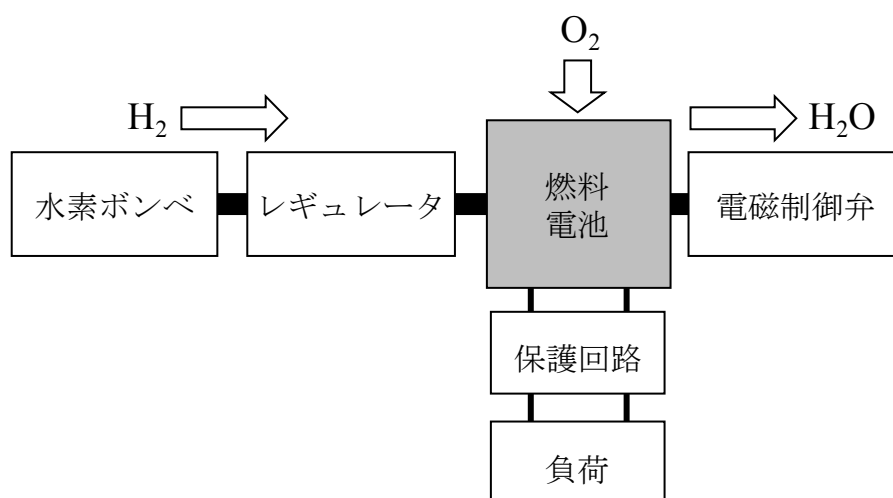 O₂
H₂
H₂O
水素ボンベ
レギュレータ
燃料
電池
電磁制御弁
保護回路
負荷